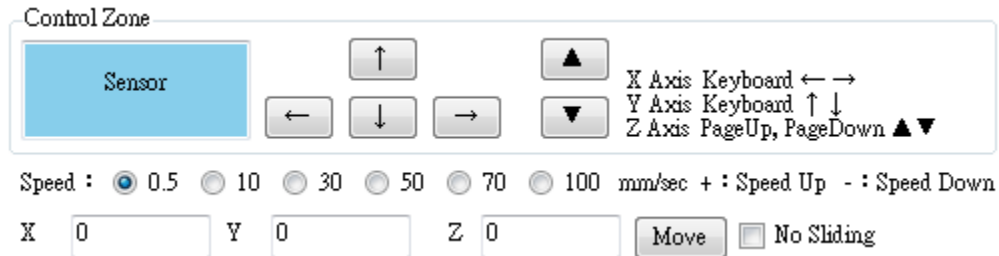 Control Zone
Sensor
↑ ▲
← ↓ → ▼
X Axis Keyboard ← →
Y Axis Keyboard ↑ ↓
Z Axis PageUp, PageDown ▲ ▼
Speed : 0.5 10 30 50 70 100 mm/sec + : Speed Up - : Speed Down
X 0 Y 0 Z 0 Move No Sliding